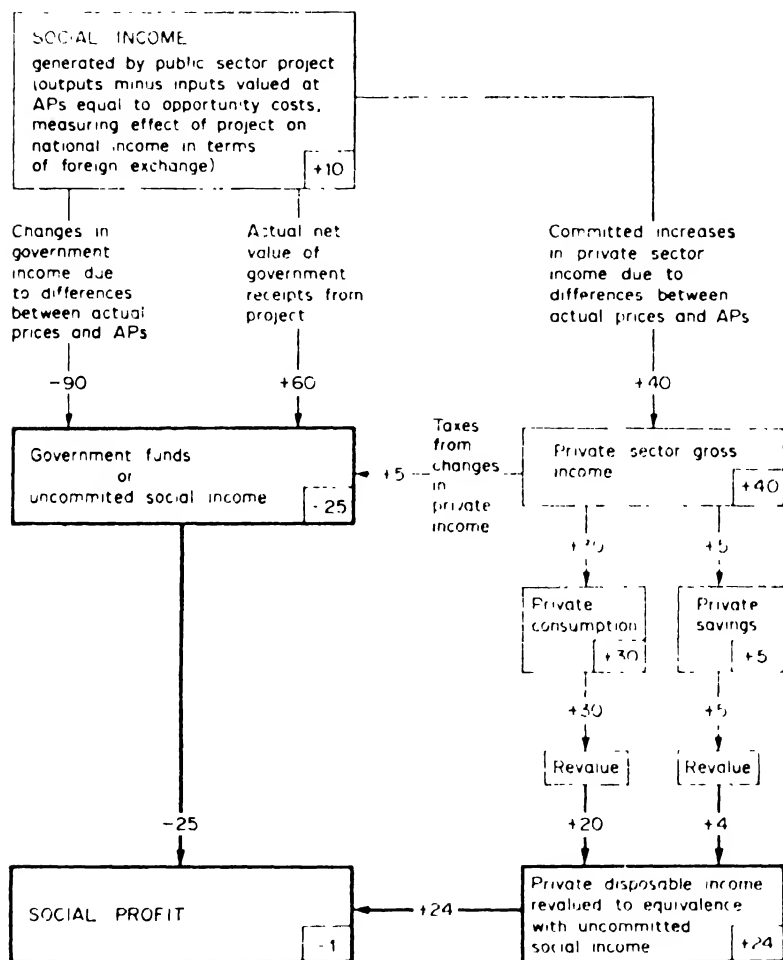 SOCIAL INCOME
generated by public sector project
(outputs minus inputs valued at
APs equal to opportunity costs,
measuring effect of project on
national income in terms
of foreign exchange)
+10
Changes in
government
income due
to differences
between actual
prices and APs
Actual net
value of
government
receipts from
project
Committed increases
in private sector
income due to
differences between
actual prices and APs
-90
+60
+40
Government funds
or
uncommited social income
-25
+5
Taxes
from
changes
in
private
income
Private sector gross
income
+40
+30
+5
Private
consumption
+30
Private
savings
+5
+30
+5
Revalue
Revalue
-25
+20
+4
SOCIAL PROFIT
-1
+24
Private disposable income
revalued to equivalence
with uncommitted
social income
+24